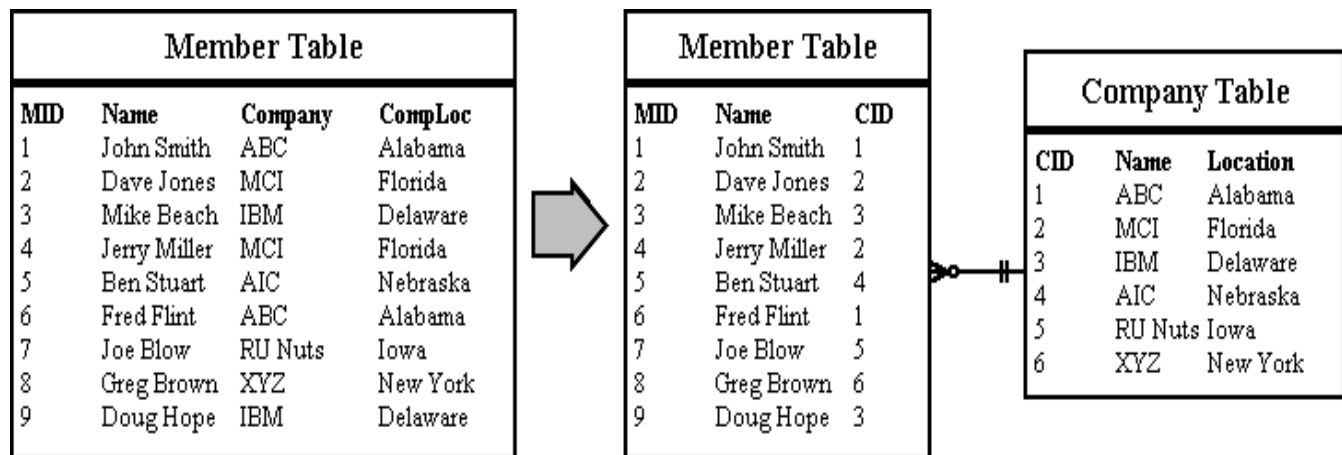 Member Table
MID Name Company CompLoc
1 John Smith ABC Alabama
2 Dave Jones MCI Florida
3 Mike Beach IBM Delaware
4 Jerry Miller MCI Florida
5 Ben Stuart AIC Nebraska
6 Fred Flint ABC Alabama
7 Joe Blow RU Nuts Iowa
8 Greg Brown XYZ New York
9 Doug Hope IBM Delaware
Member Table
MID Name CID
1 John Smith 1
2 Dave Jones 2
3 Mike Beach 3
4 Jerry Miller 2
5 Ben Stuart 4
6 Fred Flint 1
7 Joe Blow 5
8 Greg Brown 6
9 Doug Hope 3
Company Table
CID Name Location
1 ABC Alabama
2 MCI Florida
3 IBM Delaware
4 AIC Nebraska
5 RU Nuts Iowa
6 XYZ New York